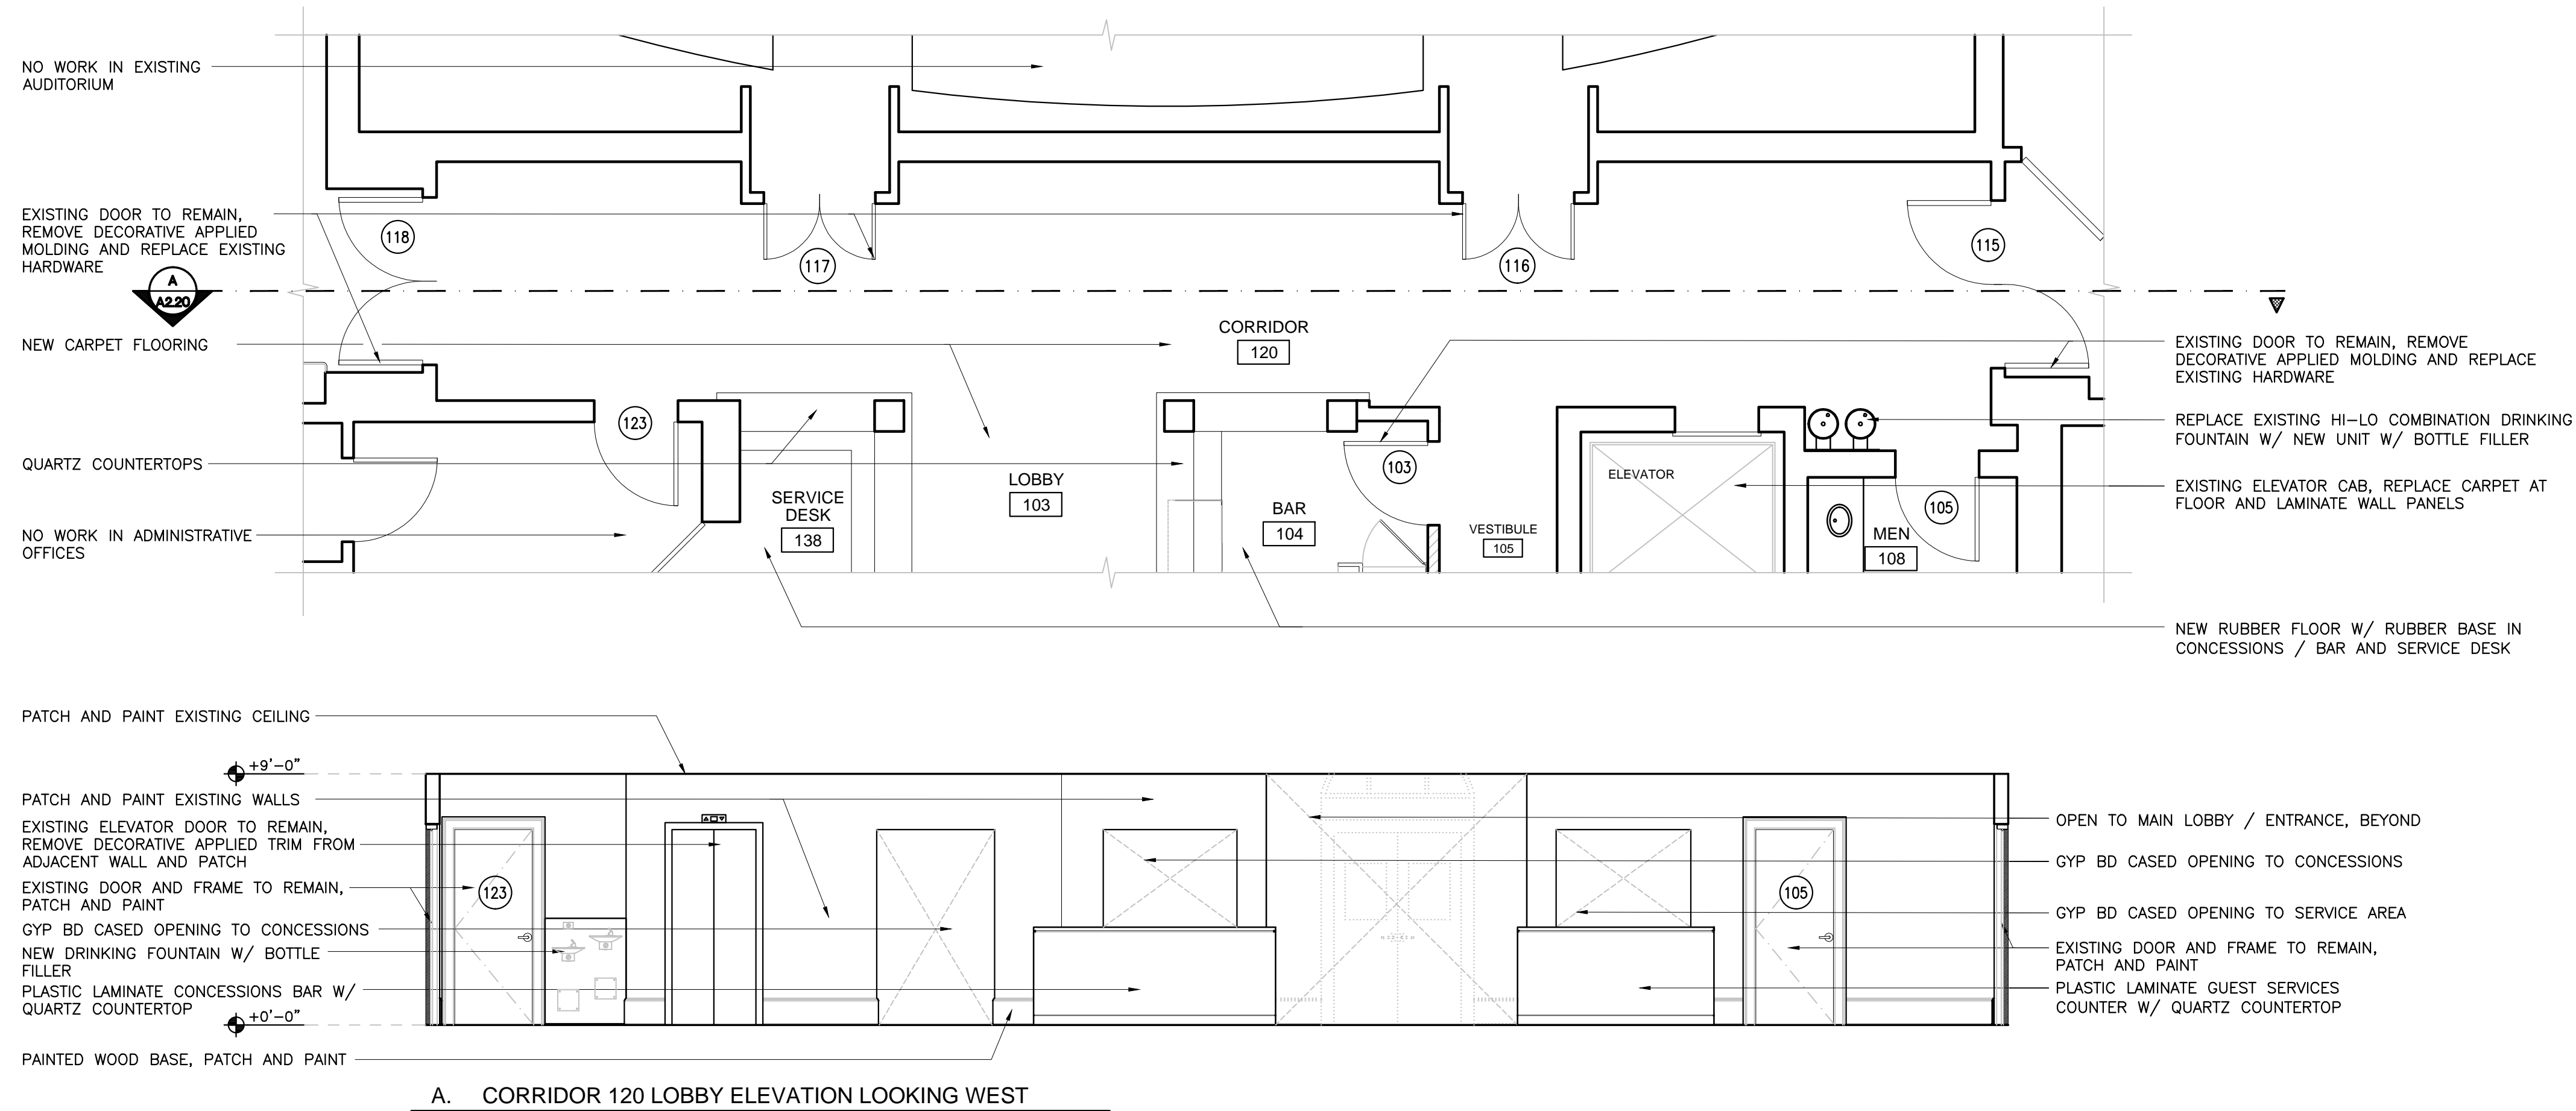 NO WORK IN EXISTING
AUDITORIUM
EXISTING DOOR TO REMAIN,
REMOVE DECORATIVE APPLIED
MOLDING AND REPLACE EXISTING
HARDWARE
A
A2.20
NEW CARPET FLOORING
QUARTZ COUNTERTOPS
NO WORK IN ADMINISTRATIVE
OFFICES
118
117
116
115
CORRIDOR
120
123
103
LOBBY
103
SERVICE
DESK
138
BAR
104
VESTIBULE
105
ELEVATOR
105
MEN
108
EXISTING DOOR TO REMAIN, REMOVE
DECORATIVE APPLIED MOLDING AND REPLACE
EXISTING HARDWARE
REPLACE EXISTING HI-LO COMBINATION DRINKING
FOUNTAIN W/ NEW UNIT W/ BOTTLE FILLER
EXISTING ELEVATOR CAB, REPLACE CARPET AT
FLOOR AND LAMINATE WALL PANELS
NEW RUBBER FLOOR W/ RUBBER BASE IN
CONCESSIONS / BAR AND SERVICE DESK
PATCH AND PAINT EXISTING CEILING
+9'-0"
PATCH AND PAINT EXISTING WALLS
EXISTING ELEVATOR DOOR TO REMAIN,
REMOVE DECORATIVE APPLIED TRIM FROM
ADJACENT WALL AND PATCH
EXISTING DOOR AND FRAME TO REMAIN,
PATCH AND PAINT
GYP BD CASED OPENING TO CONCESSIONS
NEW DRINKING FOUNTAIN W/ BOTTLE
FILLER
PLASTIC LAMINATE CONCESSIONS BAR W/
QUARTZ COUNTERTOP
+0'-0"
PAINTED WOOD BASE, PATCH AND PAINT
123
105
OPEN TO MAIN LOBBY / ENTRANCE, BEYOND
GYP BD CASED OPENING TO CONCESSIONS
GYP BD CASED OPENING TO SERVICE AREA
EXISTING DOOR AND FRAME TO REMAIN,
PATCH AND PAINT
PLASTIC LAMINATE GUEST SERVICES
COUNTER W/ QUARTZ COUNTERTOP
A. CORRIDOR 120 LOBBY ELEVATION LOOKING WEST